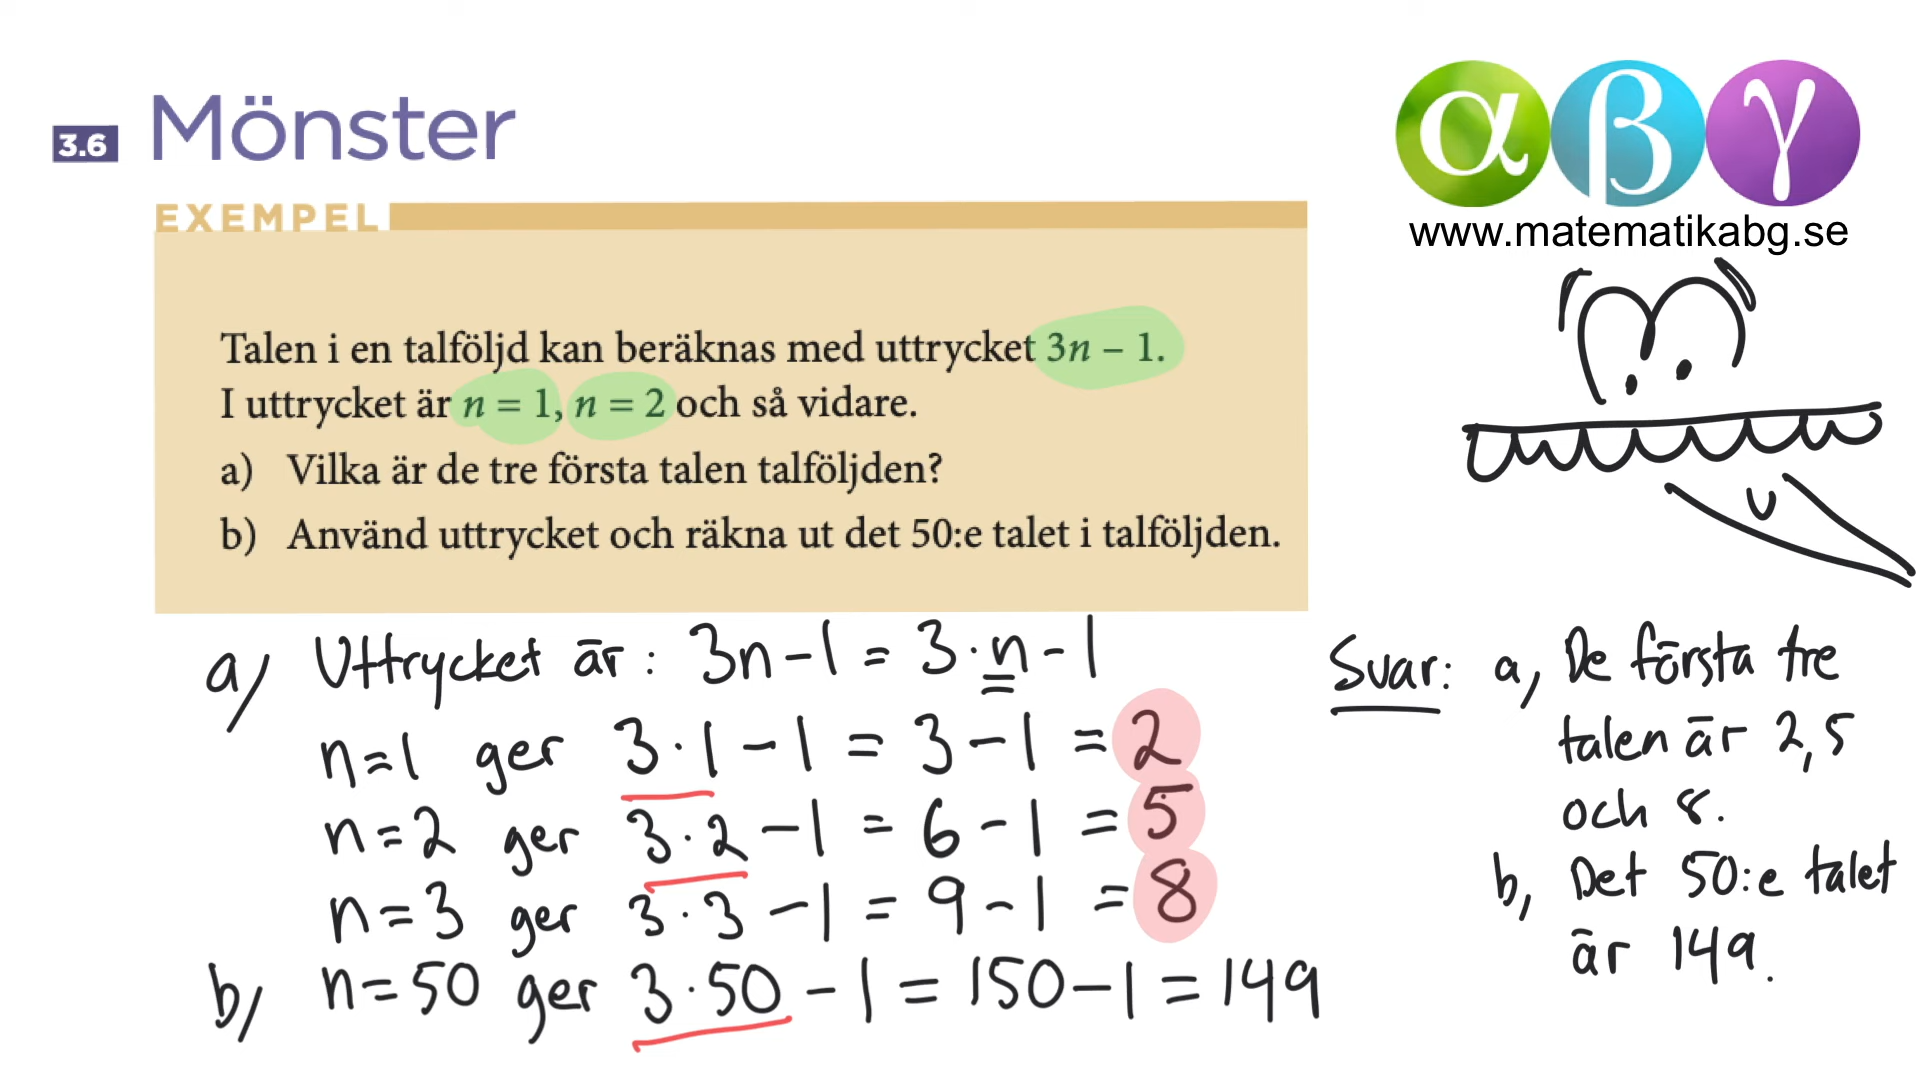 3.6 Mönster
α β γ
www.matematikabg.se
EXEMPEL
Talen i en talföljd kan beräknas med uttrycket 3n – 1.
I uttrycket är n = 1, n = 2 och så vidare.
a) Vilka är de tre första talen talföljden?
b) Använd uttrycket och räkna ut det 50:e talet i talföljden.
a) Uttrycket är: 3n-1 = 3·n-1
n=1 ger 3·1-1 = 3-1 = 2
n=2 ger 3·2-1 = 6-1 = 5
n=3 ger 3·3-1 = 9-1 = 8
b) n=50 ger 3·50-1 = 150-1 = 149
Svar: a, De första tre
talen är 2,5
och 8.
b, Det 50:e talet
är 149.